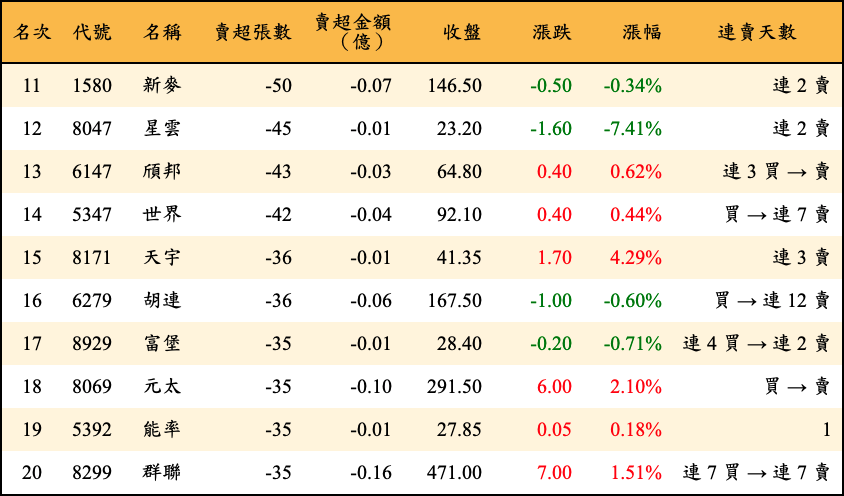 名次 代號 名稱 賣超張數 賣超金額（億） 收盤 漲跌 漲幅 連賣天數
11 1580 新麥 -50 -0.07 146.50 -0.50 -0.34% 連 2 賣
12 8047 星雲 -45 -0.01 23.20 -1.60 -7.41% 連 2 賣
13 6147 頎邦 -43 -0.03 64.80 0.40 0.62% 連 3 買 → 賣
14 5347 世界 -42 -0.04 92.10 0.40 0.44% 買 → 連 7 賣
15 8171 天宇 -36 -0.01 41.35 1.70 4.29% 連 3 賣
16 6279 胡連 -36 -0.06 167.50 -1.00 -0.60% 買 → 連 12 賣
17 8929 富堡 -35 -0.01 28.40 -0.20 -0.71% 連 4 買 → 連 2 賣
18 8069 元太 -35 -0.10 291.50 6.00 2.10% 買 → 賣
19 5392 能率 -35 -0.01 27.85 0.05 0.18% 1
20 8299 群聯 -35 -0.16 471.00 7.00 1.51% 連 7 買 → 連 7 賣